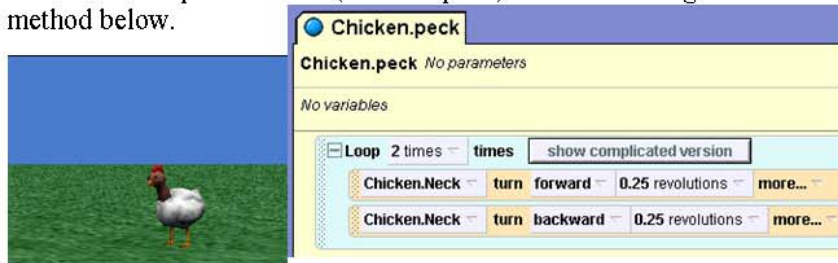 method below.
Chicken.peck
Chicken.peck No parameters
No variables
Loop 2 times times show complicated version
Chicken.Neck turn forward 0.25 revolutions more...
Chicken.Neck turn backward 0.25 revolutions more...